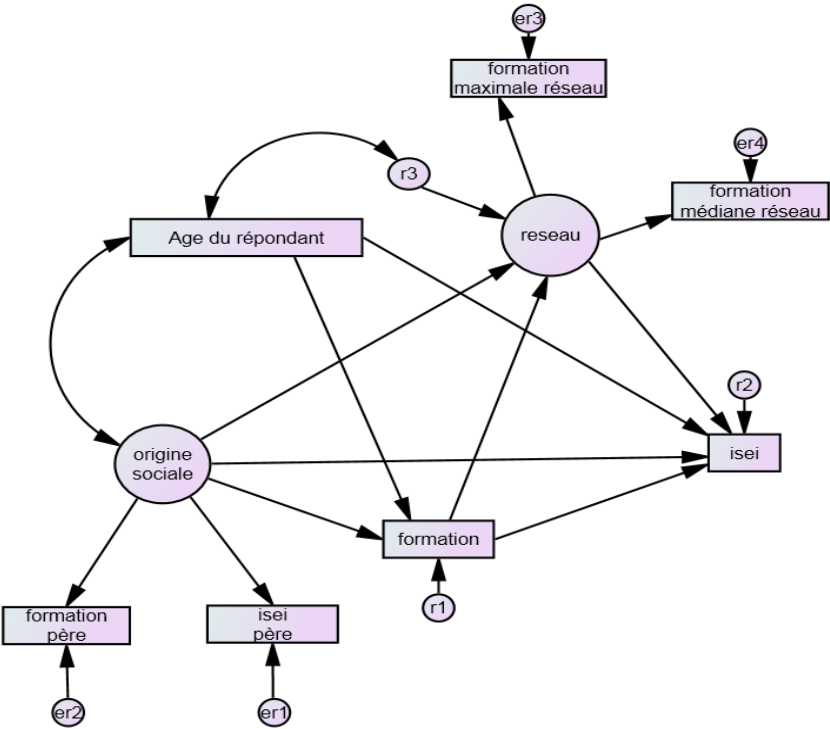 er3
formation
maximale réseau
er4
r3
formation
médiane réseau
Age du répondant
reseau
r2
origine
sociale
isei
formation
r1
formation
père
isei
père
er2
er1